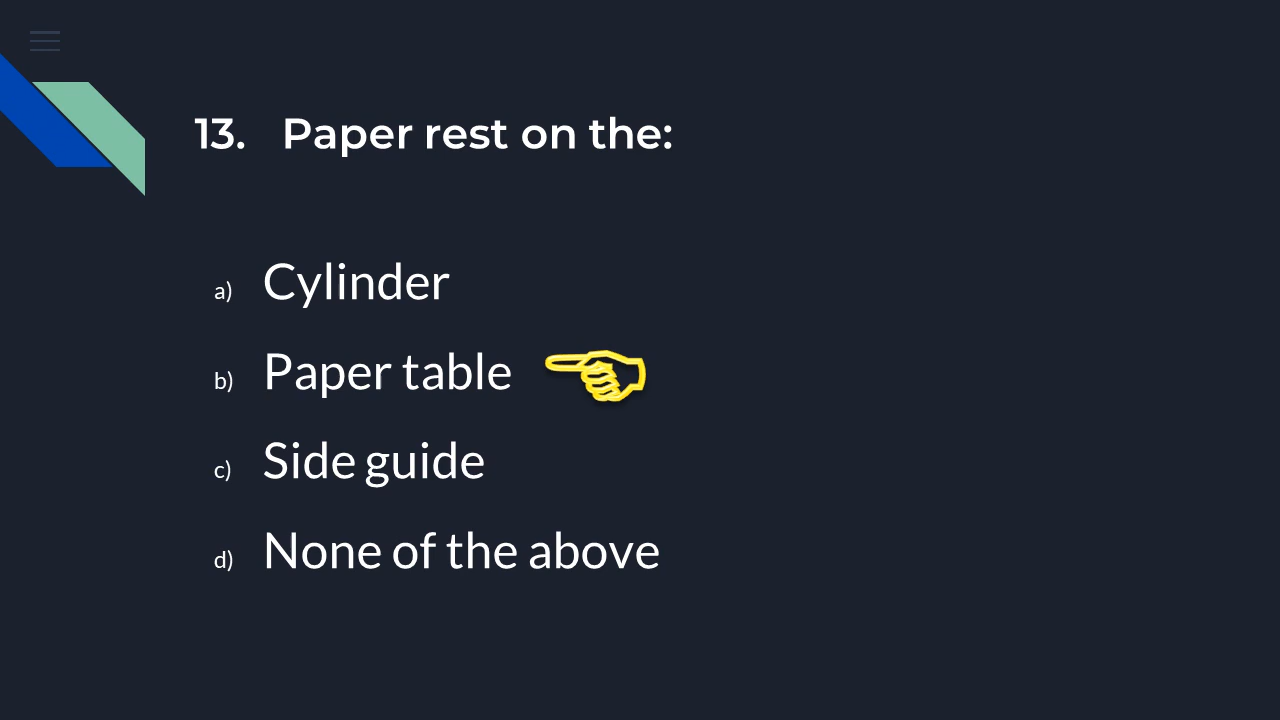 13. Paper rest on the:
a) Cylinder
b) Paper table
c) Side guide
d) None of the above